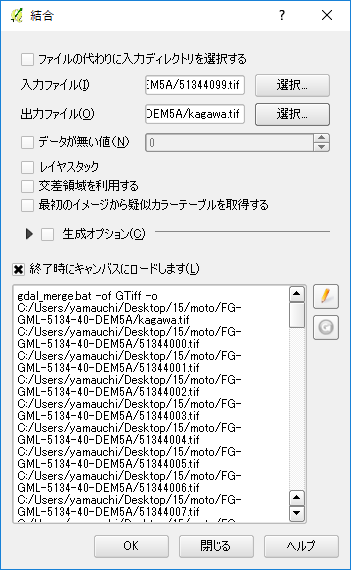 結合
?
ファイルの代わりに入力ディレクトリを選択する
入力ファイル(I)
EM5A/51344099.tif
選択...
出力ファイル(O)
DEM5A/kagawa.tif
選択...
データが無い値(N)
0
レイヤスタック
交差領域を利用する
最初のイメージから疑似カラーテーブルを取得する
生成オプション(C)
終了時にキャンバスにロードします(L)
gdal_merge.bat -of GTiff -o
C:/Users/yamauchi/Desktop/15/moto/FG-
GML-5134-40-DEM5A/kagawa.tif
C:/Users/yamauchi/Desktop/15/moto/FG-
GML-5134-40-DEM5A/51344000.tif
C:/Users/yamauchi/Desktop/15/moto/FG-
GML-5134-40-DEM5A/51344001.tif
C:/Users/yamauchi/Desktop/15/moto/FG-
GML-5134-40-DEM5A/51344002.tif
C:/Users/yamauchi/Desktop/15/moto/FG-
GML-5134-40-DEM5A/51344003.tif
C:/Users/yamauchi/Desktop/15/moto/FG-
GML-5134-40-DEM5A/51344004.tif
C:/Users/yamauchi/Desktop/15/moto/FG-
GML-5134-40-DEM5A/51344005.tif
C:/Users/yamauchi/Desktop/15/moto/FG-
GML-5134-40-DEM5A/51344006.tif
C:/Users/yamauchi/Desktop/15/moto/FG-
GML-5134-40-DEM5A/51344007.tif
OK
閉じる
ヘルプ